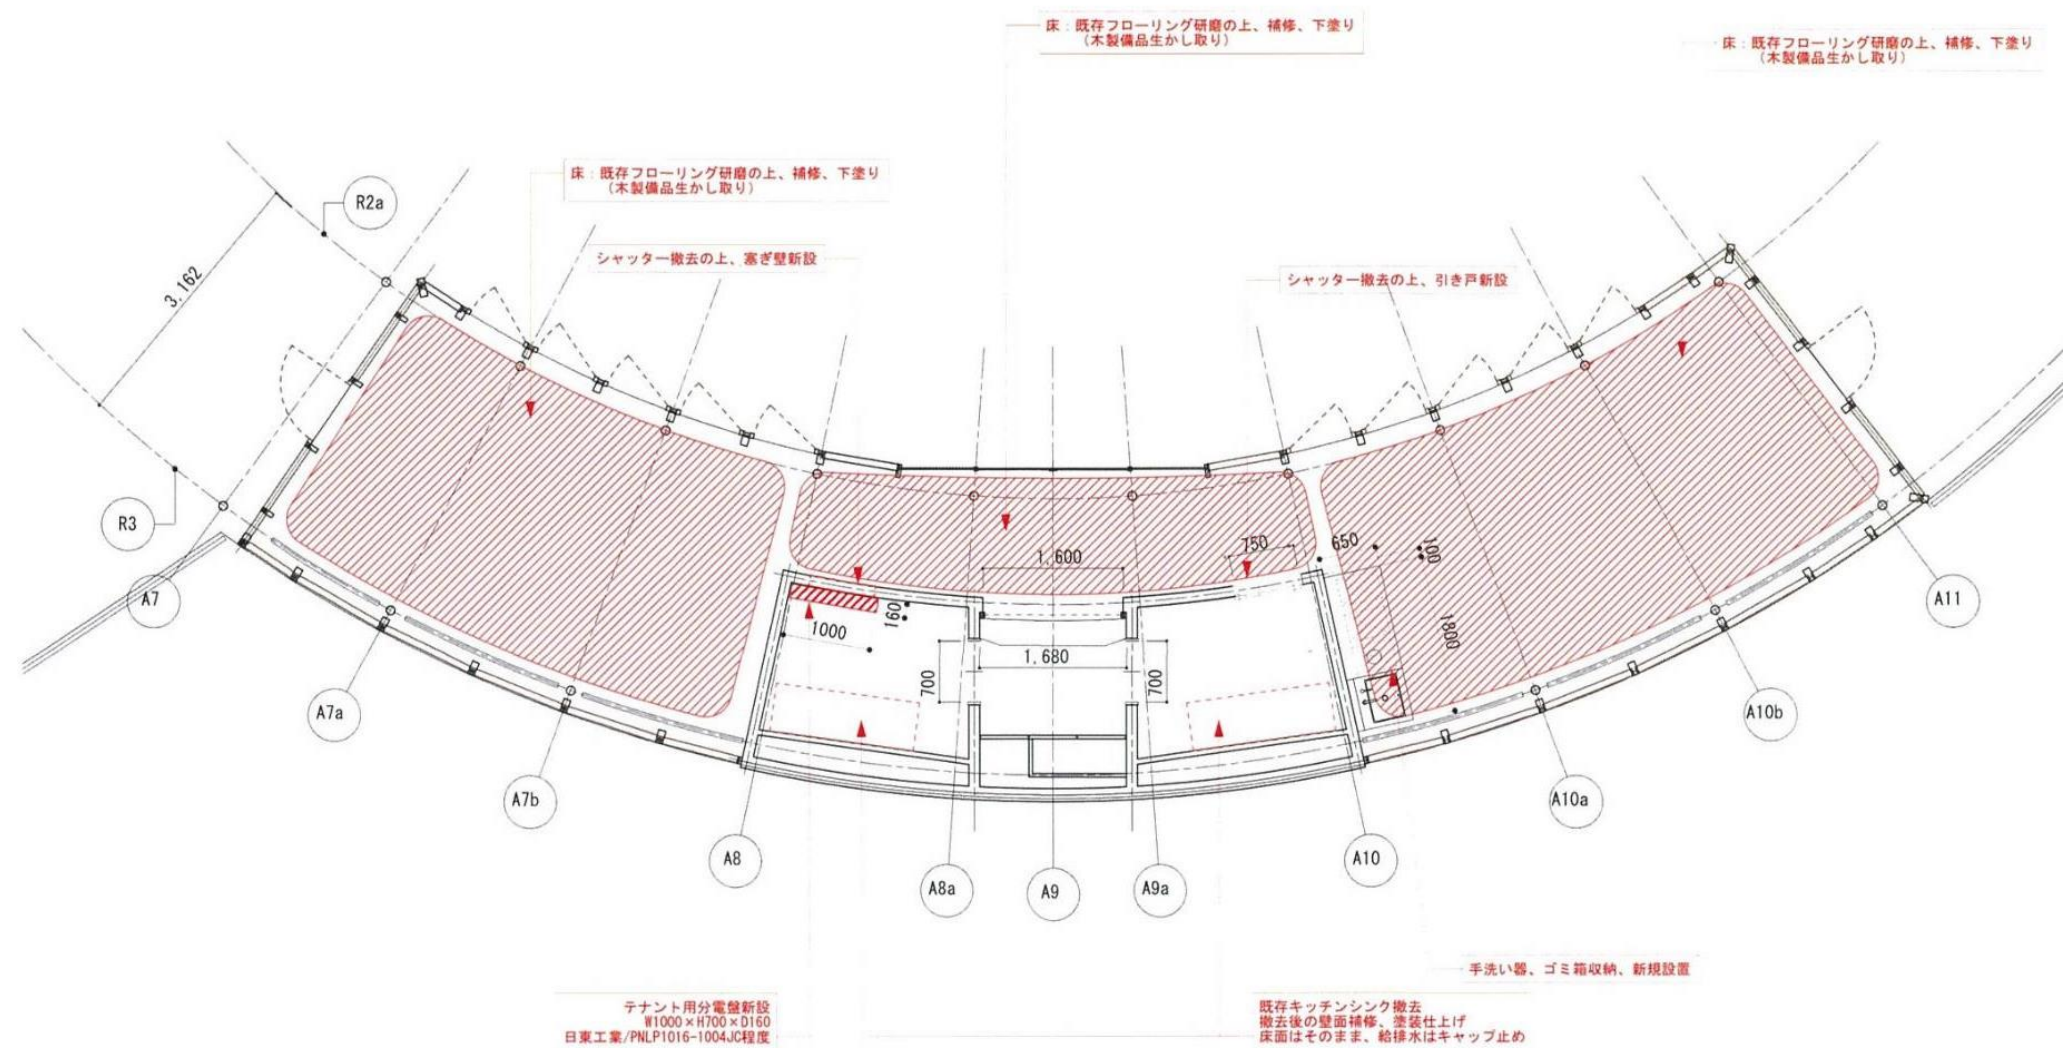 床：既存フローリング研磨の上、補修、下塗り
（木製備品生かし取り）
床：既存フローリング研磨の上、補修、下塗り
（木製備品生かし取り）
床：既存フローリング研磨の上、補修、下塗り
（木製備品生かし取り）
R2a
シャッター撤去の上、塞ぎ壁新設
シャッター撤去の上、引き戸新設
3,162
R3
750
650
100
1,600
A7
A11
160
1000
1800
1,680
700
700
A7a
A10b
A7b
A10a
A8
A10
A8a
A9
A9a
手洗い器、ゴミ箱収納、新規設置
テナント用分電盤新設
W1000×H700×D160
日東工業/PNLP1016-1004JC程度
既存キッチンシンク撤去
撤去後の壁面補修、塗装仕上げ
床面はそのまま、給排水はキャップ止め